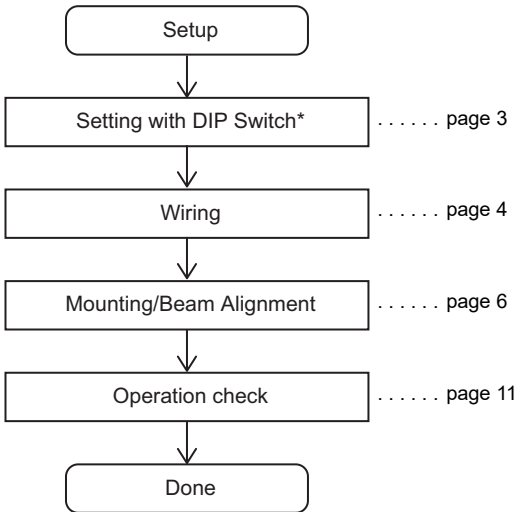 Setup
Setting with DIP Switch* . . . . . . page 3
Wiring . . . . . . page 4
Mounting/Beam Alignment . . . . . . page 6
Operation check . . . . . . page 11
Done